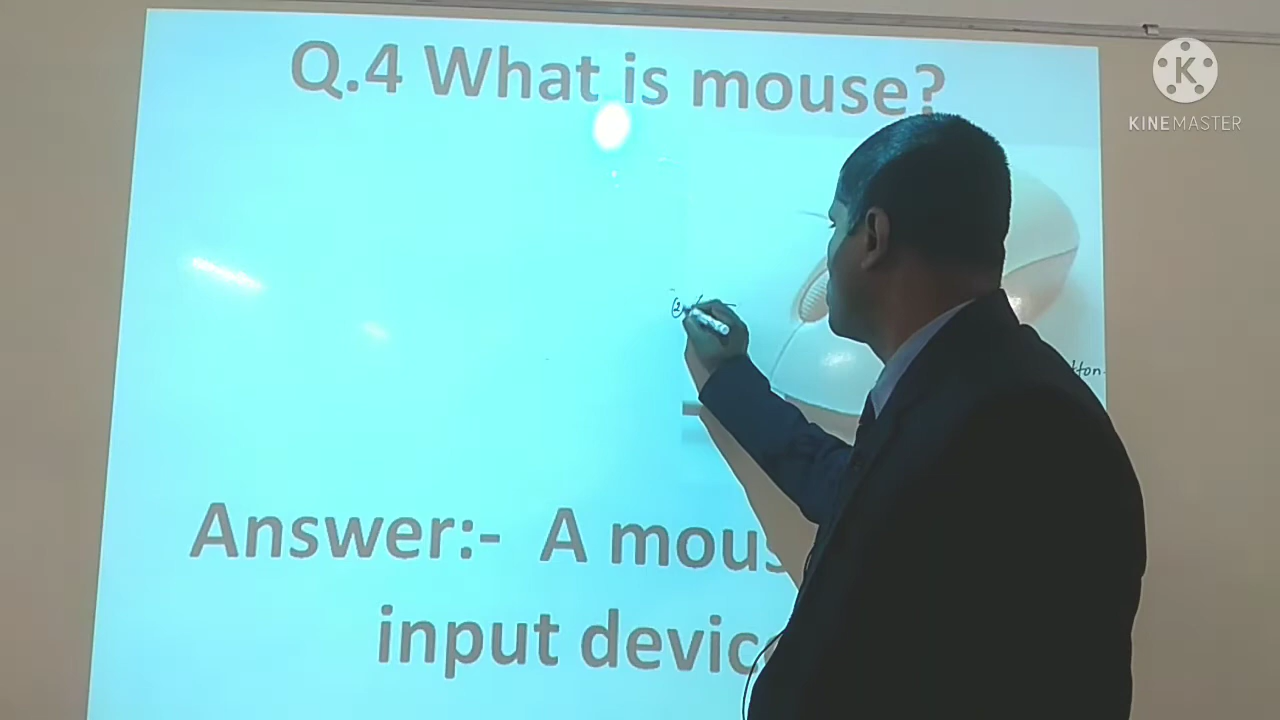 Q.4 What is mouse?
K
KINEMASTER
Answer:- A mous
input devic